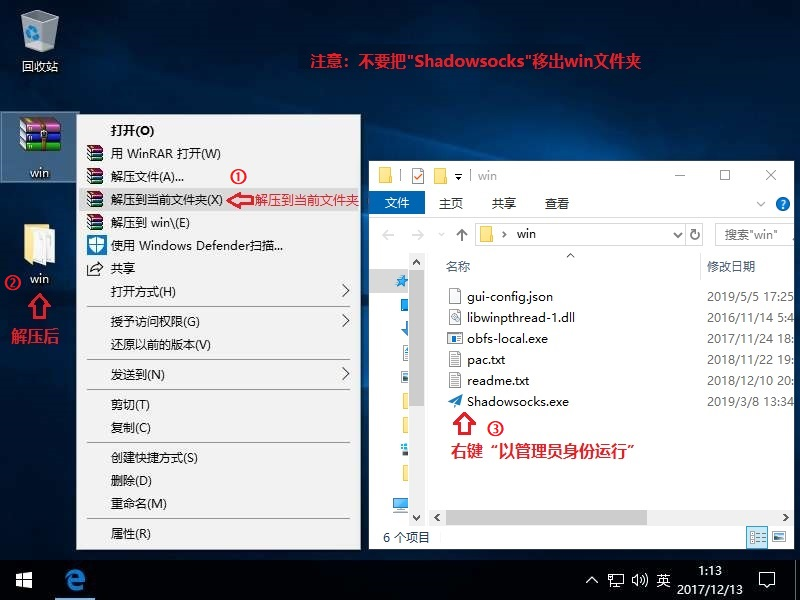 回收站
注意：不要把"Shadowsocks"移出win文件夹
win
打开(O)
用 WinRAR 打开(W)
解压文件(A)...
①
解压到当前文件夹(X)
解压到当前文件夹
解压到 win\(E)
使用 Windows Defender扫描...
共享
打开方式(H)
授予访问权限(G)
还原以前的版本(V)
发送到(N)
剪切(T)
复制(C)
创建快捷方式(S)
删除(D)
重命名(M)
属性(R)
win
②
解压后
win
文件
主页
共享
查看
win
搜索"win"
名称
修改日期
gui-config.json
2019/5/5 17:25
libwinpthread-1.dll
2016/11/14 5:4
obfs-local.exe
2017/11/24 18:
pac.txt
2018/11/22 19:
readme.txt
2018/12/10 20:
Shadowsocks.exe
2019/3/8 13:34
③
右键“以管理员身份运行”
6 个项目
英
1:13
2017/12/13